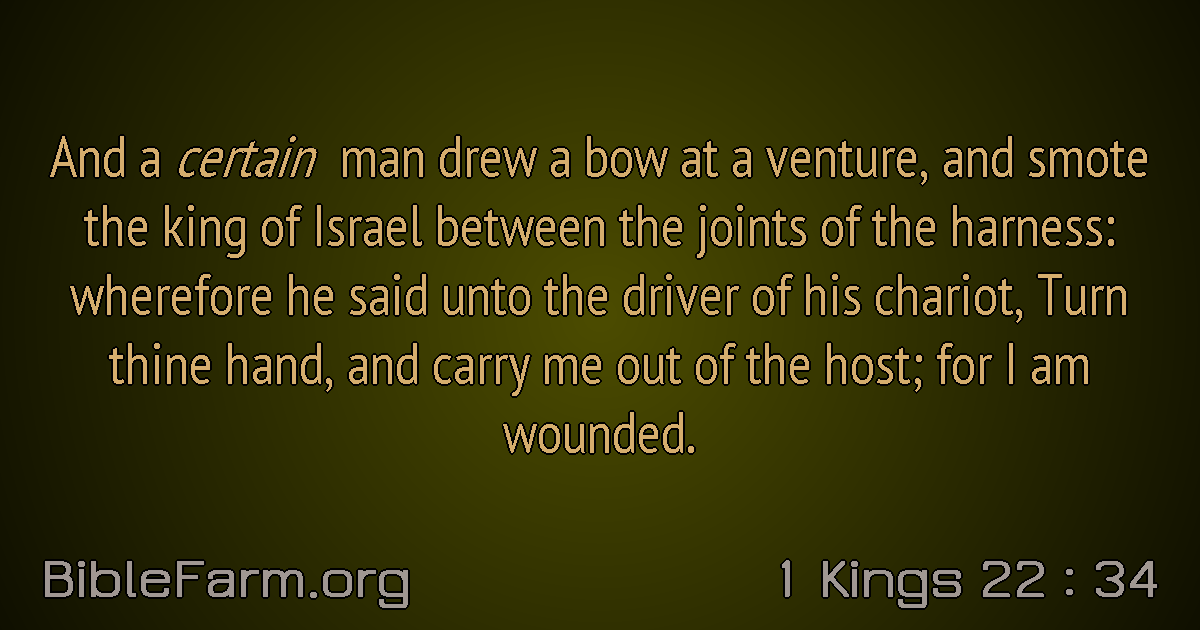 And a certain man drew a bow at a venture, and smote
the king of Israel between the joints of the harness:
wherefore he said unto the driver of his chariot, Turn
thine hand, and carry me out of the host; for I am
wounded.
BibleFarm.org
1 Kings 22 : 34